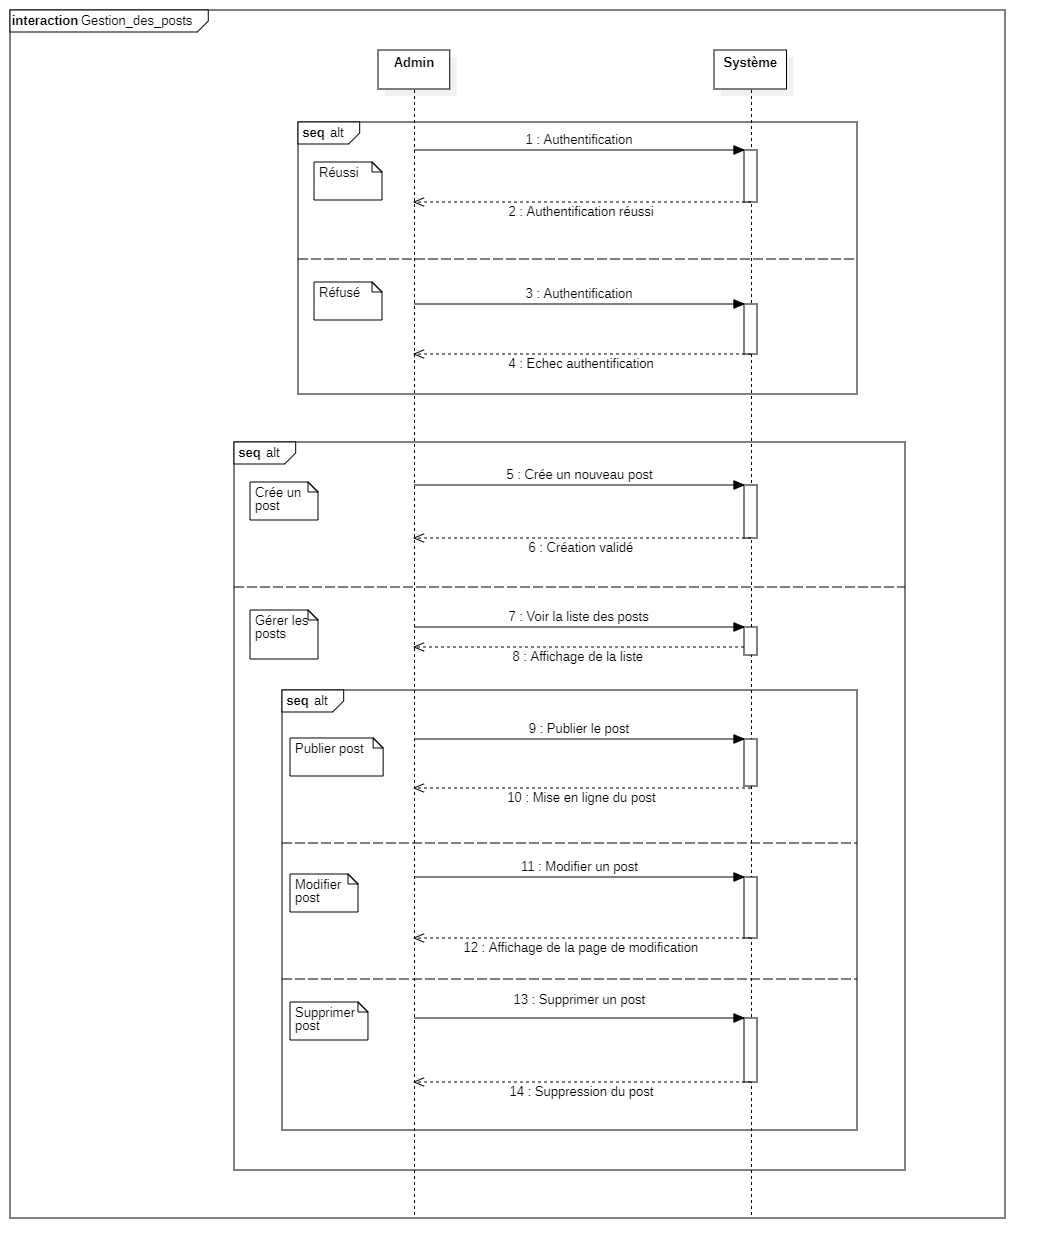 interaction Gestion_des_posts
Admin
Système
seq alt
1 : Authentification
Réussi
2 : Authentification réussi
Réfusé
3 : Authentification
4 : Echec authentification
seq alt
5 : Crée un nouveau post
Crée un
post
6 : Création validé
7 : Voir la liste des posts
Gérer les
posts
8 : Affichage de la liste
seq alt
9 : Publier le post
Publier post
10 : Mise en ligne du post
11 : Modifier un post
Modifier
post
12 : Affichage de la page de modification
13 : Supprimer un post
Supprimer
post
14 : Suppression du post